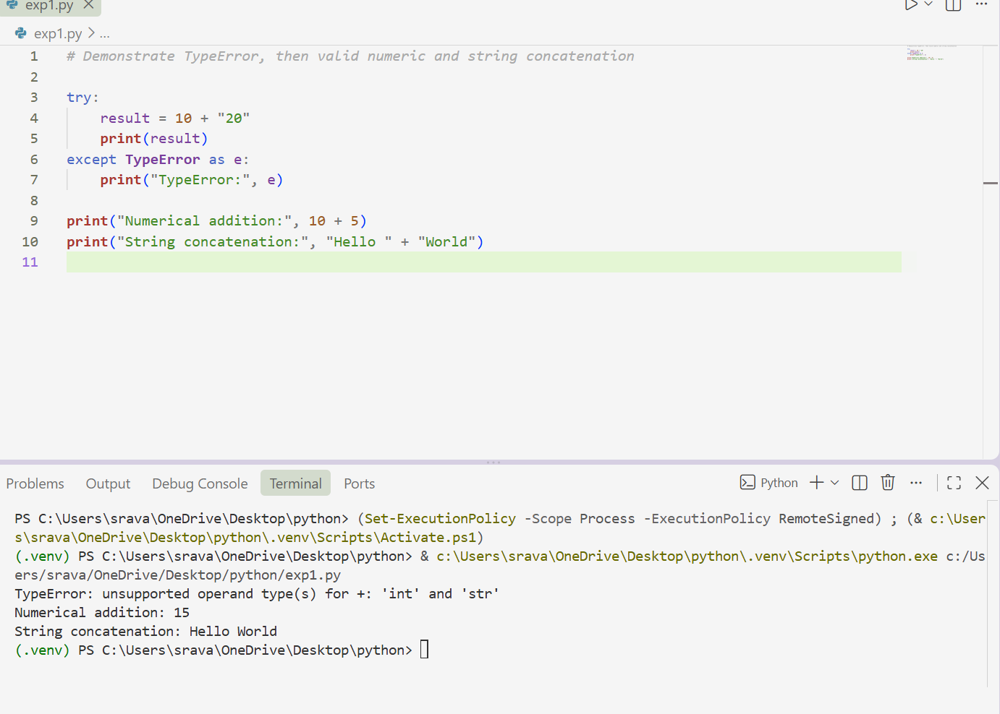 exp1.py
exp1.py > ...
1 # Demonstrate TypeError, then valid numeric and string concatenation
2
3 try:
4     result = 10 + "20"
5     print(result)
6 except TypeError as e:
7     print("TypeError:", e)
8
9 print("Numerical addition:", 10 + 5)
10 print("String concatenation:", "Hello " + "World")
11
Problems Output Debug Console Terminal Ports Python
PS C:\Users\srava\OneDrive\Desktop\python> (Set-ExecutionPolicy -Scope Process -ExecutionPolicy RemoteSigned) ; (& c:\User
s\srava\OneDrive\Desktop\python\.venv\Scripts\Activate.ps1)
(.venv) PS C:\Users\srava\OneDrive\Desktop\python> & c:\Users\srava\OneDrive\Desktop\python\.venv\Scripts\python.exe c:/Us
ers/srava/OneDrive/Desktop/python/exp1.py
TypeError: unsupported operand type(s) for +: 'int' and 'str'
Numerical addition: 15
String concatenation: Hello World
(.venv) PS C:\Users\srava\OneDrive\Desktop\python>